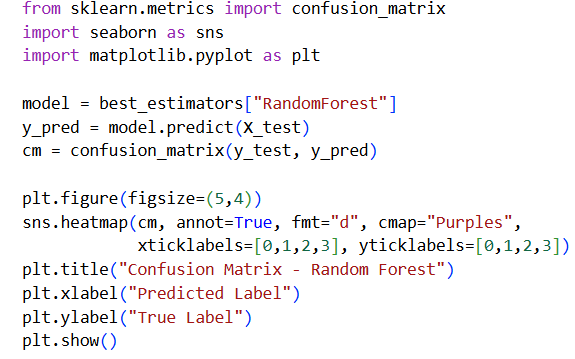 from sklearn.metrics import confusion_matrix
import seaborn as sns
import matplotlib.pyplot as plt
model = best_estimators["RandomForest"]
y_pred = model.predict(X_test)
cm = confusion_matrix(y_test, y_pred)
plt.figure(figsize=(5,4))
sns.heatmap(cm, annot=True, fmt="d", cmap="Purples",
            xticklabels=[0,1,2,3], yticklabels=[0,1,2,3])
plt.title("Confusion Matrix - Random Forest")
plt.xlabel("Predicted Label")
plt.ylabel("True Label")
plt.show()